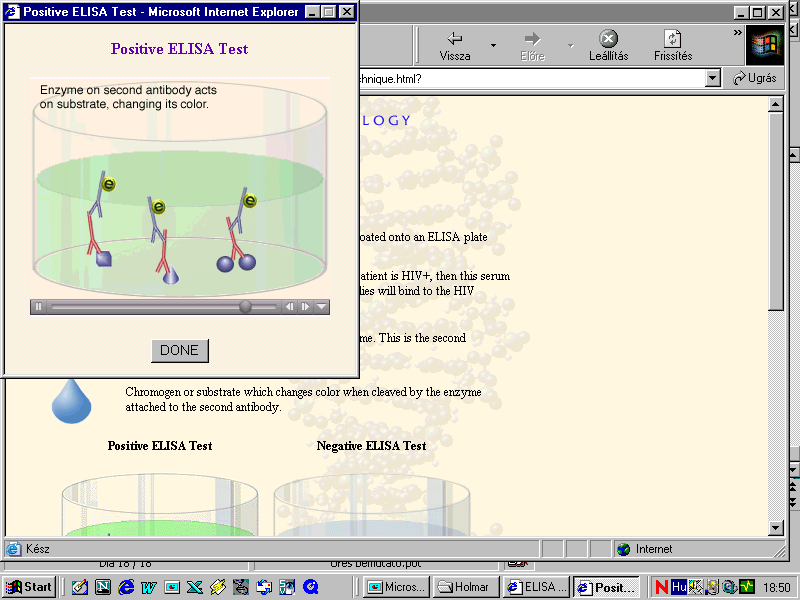 Positive ELISA Test - Microsoft Internet Explorer
Positive ELISA Test
Enzyme on second antibody acts
on substrate, changing its color.
e
e
e
DONE
Vissza
Előre
Leállítás
Frissítés
»
chnique.html?
Ugrás
LOGY
oated onto an ELISA plate
atient is HIV+, then this serum
lies will bind to the HIV
me. This is the second
Chromogen or substrate which changes color when cleaved by the enzyme
attached to the second antibody.
Positive ELISA Test
Negative ELISA Test
Kész
Internet
Dia 18 / 18
Üres bemutató.pot
Start
Micros...
Holmar
ELISA ...
Posit...
N
Hu
18:50